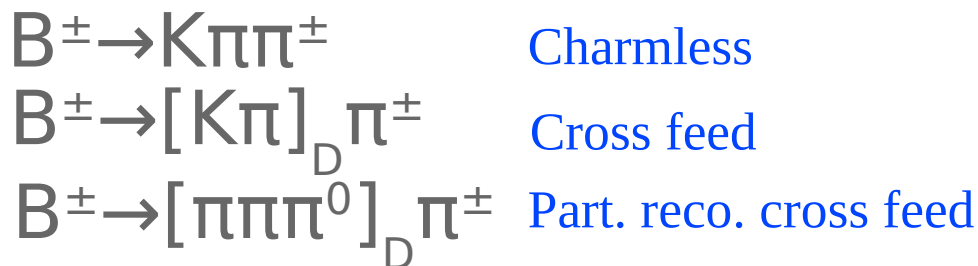 B±→Kππ± Charmless
B±→[Kπ]Dπ± Cross feed
B±→[πππ⁰]Dπ± Part. reco. cross feed